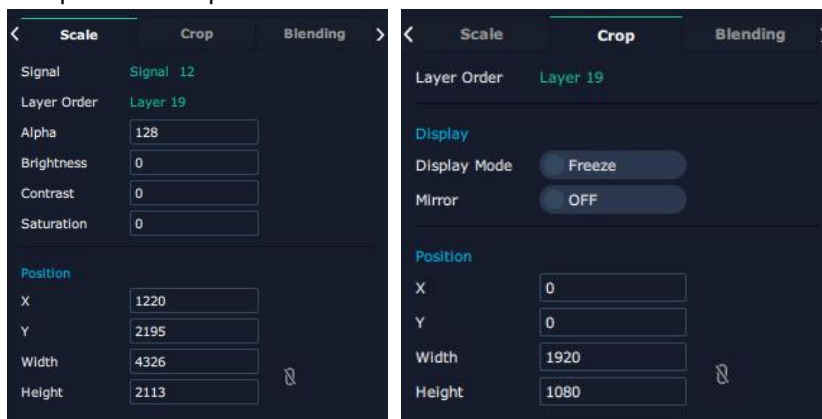 Scale Crop Blending
Signal Signal 12
Layer Order Layer 19
Alpha 128
Brightness 0
Contrast 0
Saturation 0
Position
X 1220
Y 2195
Width 4326
Height 2113
Scale Crop Blending
Layer Order Layer 19
Display
Display Mode Freeze
Mirror OFF
Position
X 0
Y 0
Width 1920
Height 1080